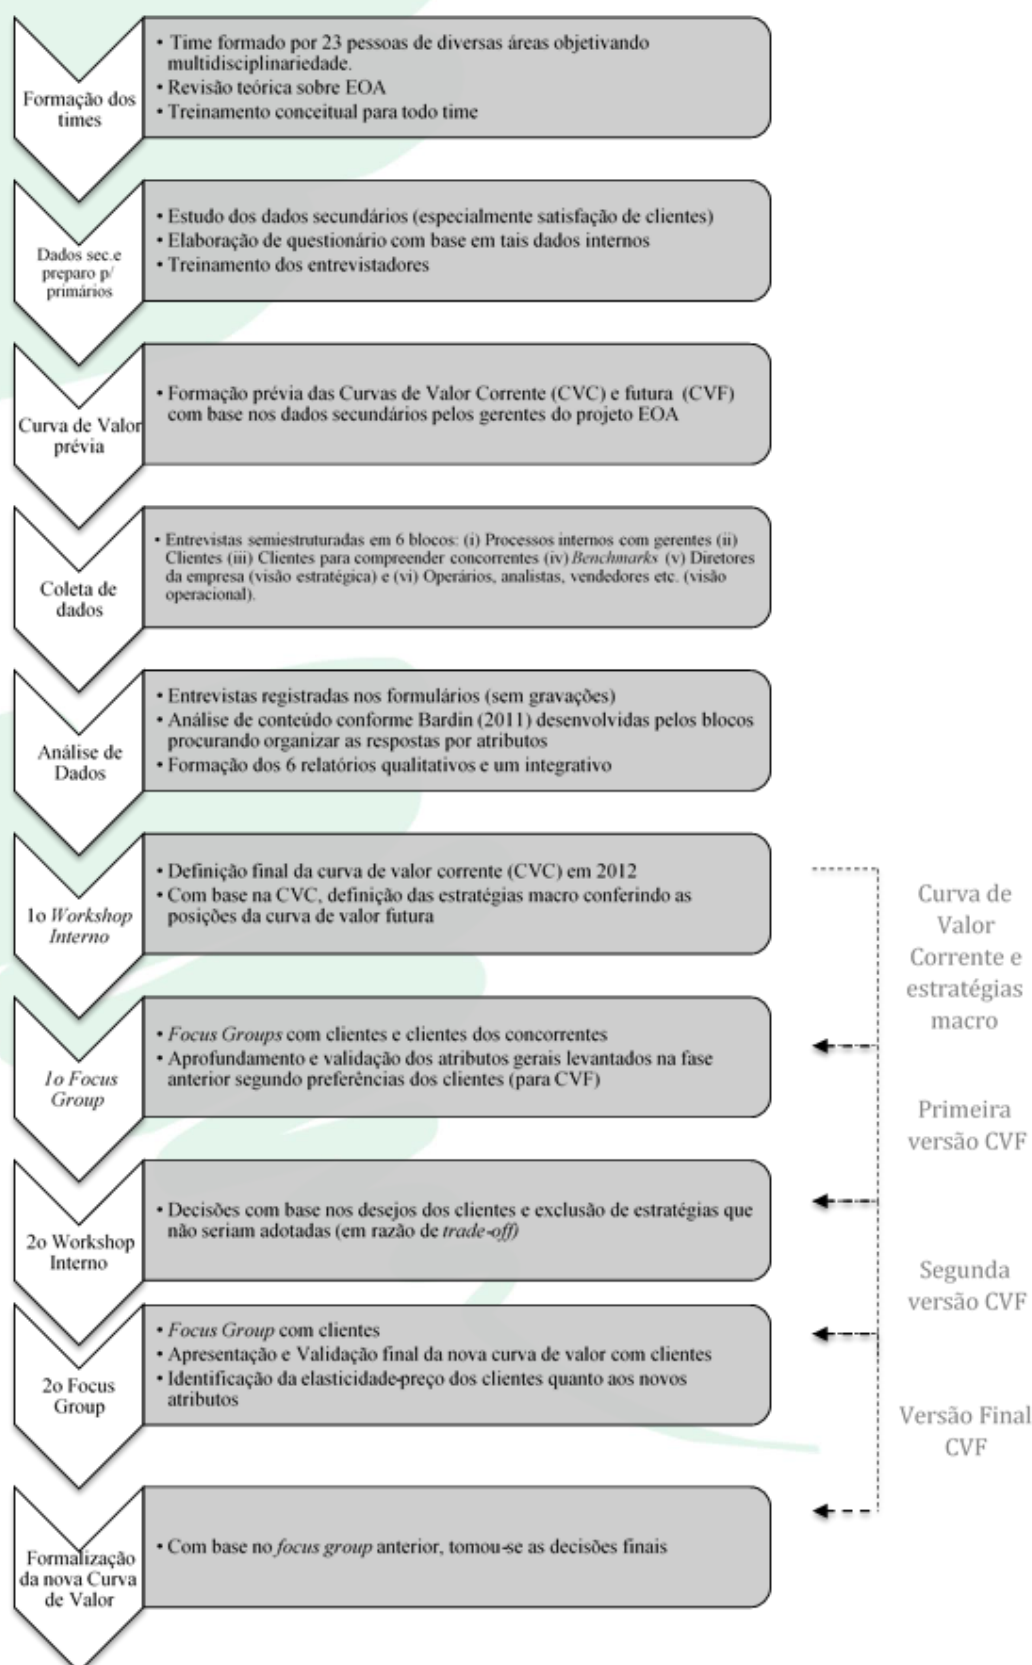 Formação dos
times
• Time formado por 23 pessoas de diversas áreas objetivando
multidisciplinariedade.
• Revisão teórica sobre EOA
• Treinamento conceitual para todo time
Dados sec.e
preparo p/
primários
• Estudo dos dados secundários (especialmente satisfação de clientes)
• Elaboração de questionário com base em tais dados internos
• Treinamento dos entrevistadores
Curva de Valor
prévia
• Formação prévia das Curvas de Valor Corrente (CVC) e futura (CVF)
com base nos dados secundários pelos gerentes do projeto EOA
Coleta de
dados
• Entrevistas semiestruturadas em 6 blocos: (i) Processos internos com gerentes (ii)
Clientes (iii) Clientes para compreender concorrentes (iv) Benchmarks (v) Diretores
da empresa (visão estratégica) e (vi) Operários, analistas, vendedores etc. (visão
operacional).
Análise de
Dados
• Entrevistas registradas nos formulários (sem gravações)
• Análise de conteúdo conforme Bardin (2011) desenvolvidas pelos blocos
procurando organizar as respostas por atributos
• Formação dos 6 relatórios qualitativos e um integrativo
1o Workshop
Interno
• Definição final da curva de valor corrente (CVC) em 2012
• Com base na CVC, definição das estratégias macro conferindo as
posições da curva de valor futura
Curva de
Valor
Corrente e
estratégias
macro
1o Focus
Group
• Focus Groups com clientes e clientes dos concorrentes
• Aprofundamento e validação dos atributos gerais levantados na fase
anterior segundo preferências dos clientes (para CVF)
Primeira
versão CVF
2o Workshop
Interno
• Decisões com base nos desejos dos clientes e exclusão de estratégias que
não seriam adotadas (em razão de trade-off)
Segunda
versão CVF
2o Focus
Group
• Focus Group com clientes
• Apresentação e Validação final da nova curva de valor com clientes
• Identificação da elasticidade-preço dos clientes quanto aos novos
atributos
Versão Final
CVF
Formalização
da nova Curva
de Valor
• Com base no focus group anterior, tomou-se as decisões finais